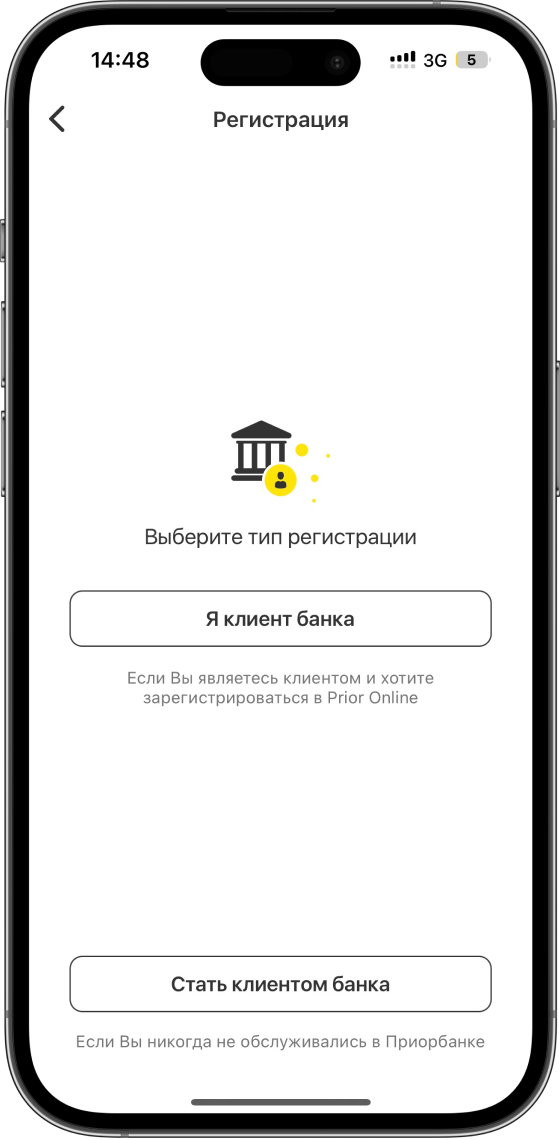 14:48 3G 5
Регистрация
Выберите тип регистрации
Я клиент банка
Если Вы являетесь клиентом и хотите
зарегистрироваться в Prior Online
Стать клиентом банка
Если Вы никогда не обслуживались в Приорбанке